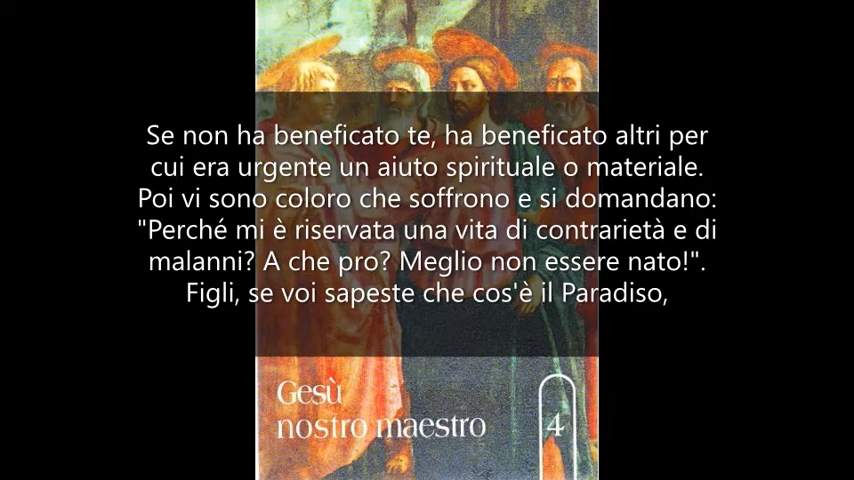 Se non ha beneficato te, ha beneficato altri per
cui era urgente un aiuto spirituale o materiale.
Poi vi sono coloro che soffrono e si domandano:
"Perché mi è riservata una vita di contrarietà e di
malanni? A che pro? Meglio non essere nato!".
Figli, se voi sapeste che cos'è il Paradiso,
Gesù
nostro maestro
4